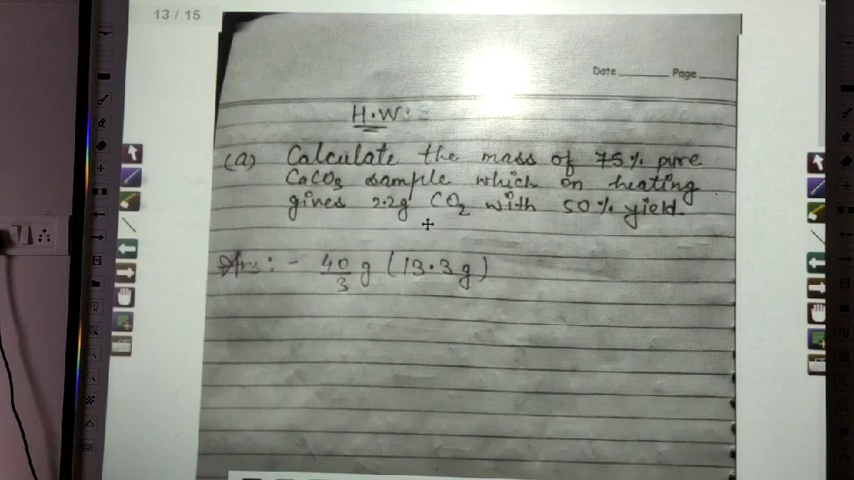 13 / 15
Date Page
H.W:-
(a) Calculate the mass of 75% pure
CaCO3 sample which on heating
gives 2.2g CO2 with 50% yield.
Ans: - 40/3 g (13.3g)